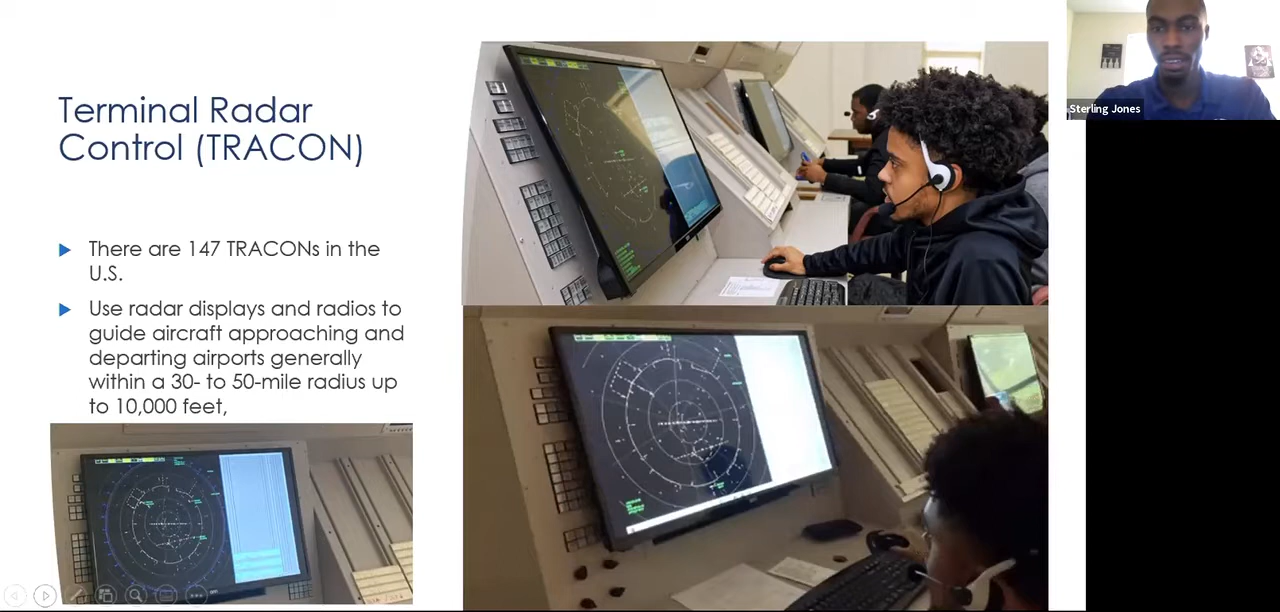 Terminal Radar
Control (TRACON)
There are 147 TRACONs in the
U.S.
Use radar displays and radios to
guide aircraft approaching and
departing airports generally
within a 30- to 50-mile radius up
to 10,000 feet,
Sterling Jones